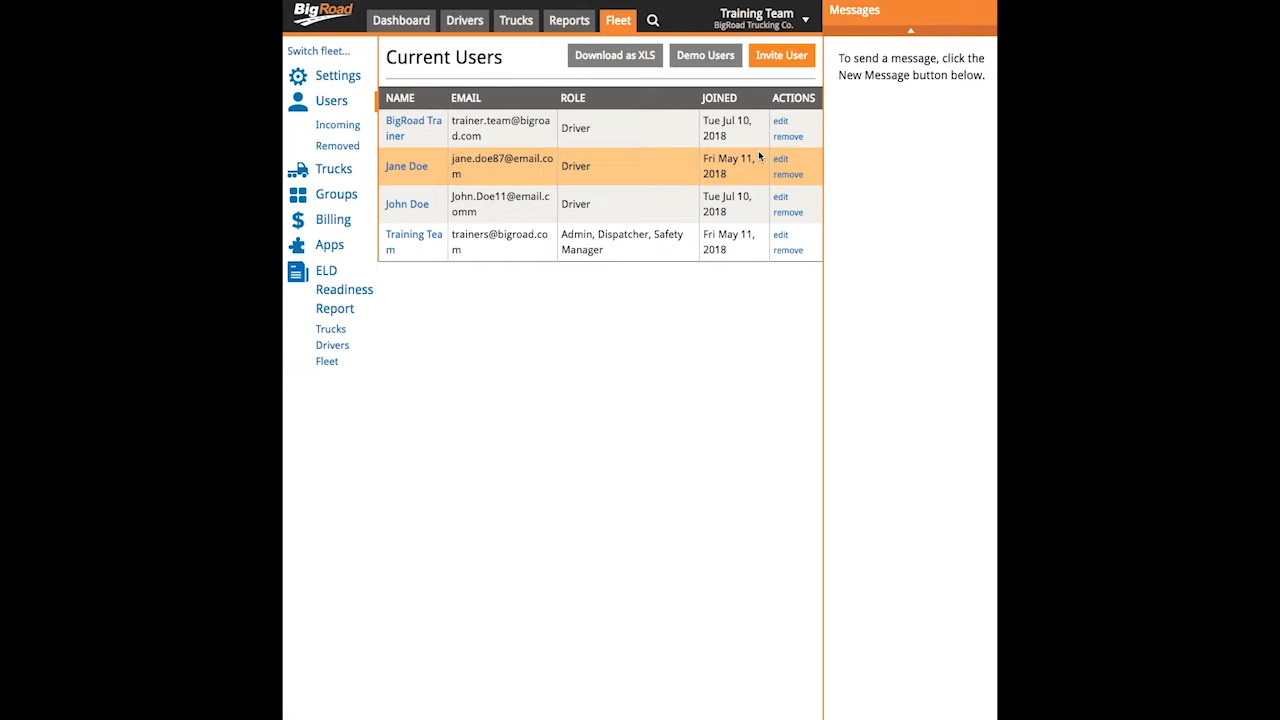 BigRoad
Dashboard Drivers Trucks Reports Fleet
Training Team
BigRoad Trucking Co.
Messages
Switch fleet...
Settings
Users
Incoming
Removed
Trucks
Groups
Billing
Apps
ELD
Readiness
Report
Trucks
Drivers
Fleet
Current Users
Download as XLS Demo Users Invite User
NAME EMAIL ROLE JOINED ACTIONS
BigRoad Tra trainer.team@bigroa Driver Tue Jul 10, edit
iner d.com 2018 remove
Jane Doe jane.doe87@email.co Driver Fri May 11, edit
m 2018 remove
John Doe John.Doe11@email.c Driver Tue Jul 10, edit
omm 2018 remove
Training Tea trainers@bigroad.co Admin, Dispatcher, Safety Fri May 11, edit
m m Manager 2018 remove
To send a message, click the
New Message button below.